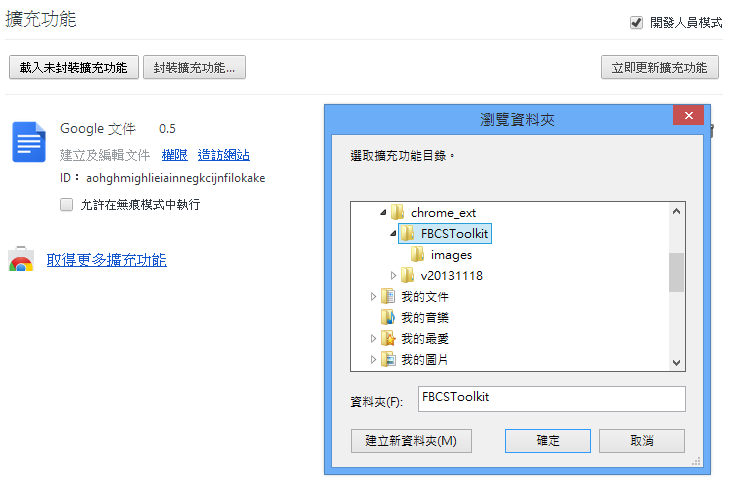 擴充功能
開發人員模式
載入未封裝擴充功能 封裝擴充功能... 立即更新擴充功能
Google 文件 0.5
建立及編輯文件 權限 造訪網站
ID： aohghmighlieiainnegkcijnfilokake
允許在無痕模式中執行
取得更多擴充功能
瀏覽資料夾
選取擴充功能目錄。
chrome_ext
FBCSToolkit
images
v20131118
我的文件
我的音樂
我的最愛
我的圖片
資料夾(F): FBCSToolkit
建立新資料夾(M) 確定 取消